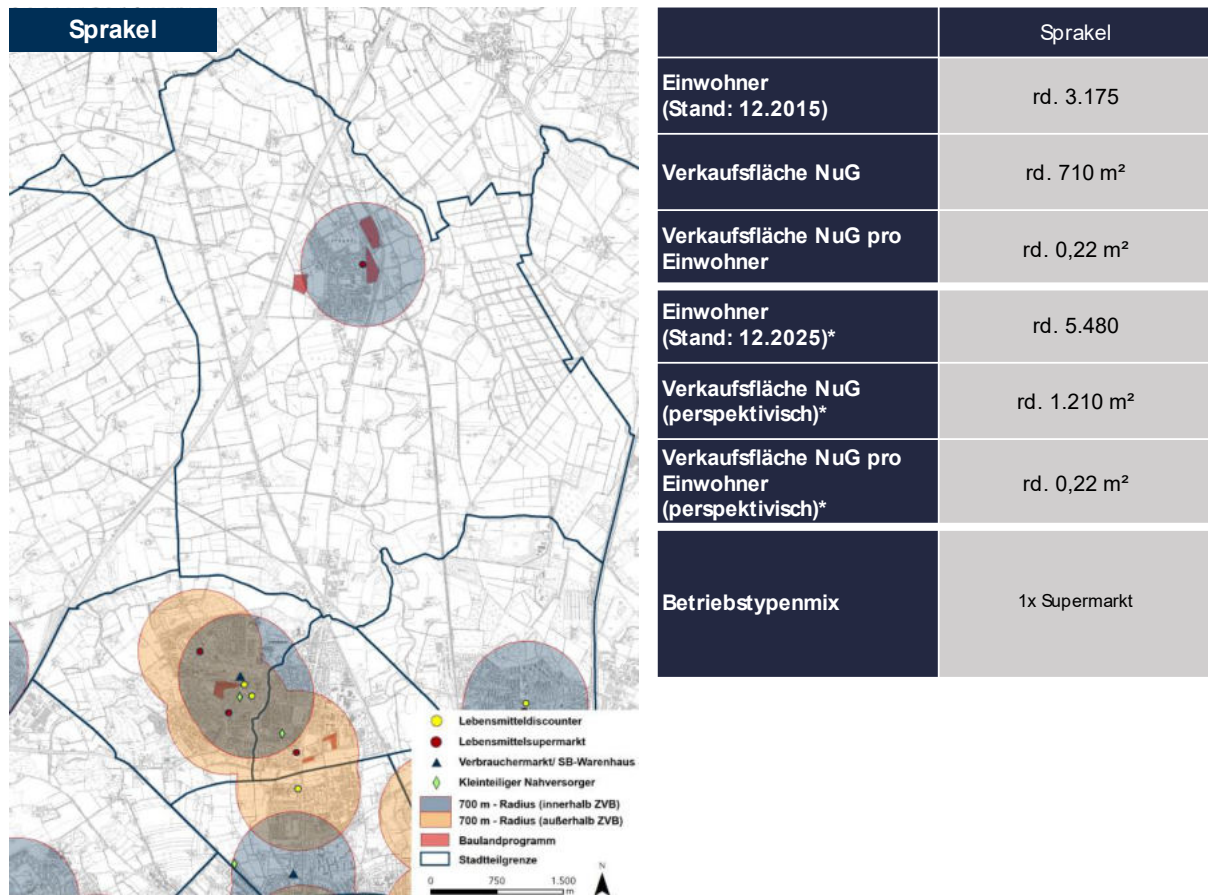 Sprakel
Sprakel
Einwohner
(Stand: 12.2015)
rd. 3.175
Verkaufsfläche NuG
rd. 710 m²
Verkaufsfläche NuG pro
Einwohner
rd. 0,22 m²
Einwohner
(Stand: 12.2025)*
rd. 5.480
Verkaufsfläche NuG
(perspektivisch)*
rd. 1.210 m²
Verkaufsfläche NuG pro
Einwohner
(perspektivisch)*
rd. 0,22 m²
Betriebstypenmix
1x Supermarkt
Lebensmitteldiscounter
Lebensmittelsupermarkt
Verbrauchermarkt/ SB-Warenhaus
Kleinteiliger Nahversorger
700 m - Radius (innerhalb ZVB)
700 m - Radius (außerhalb ZVB)
Baulandprogramm
Stadtteilgrenze
0 750 1.500
m
N